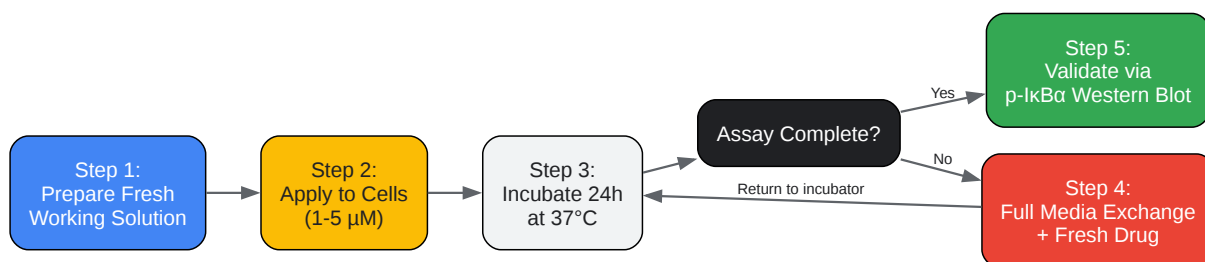 Step 1:
Prepare Fresh
Working Solution
Step 2:
Apply to Cells
(1-5 µM)
Step 3:
Incubate 24h
at 37°C
Assay Complete?
Yes
Step 5:
Validate via
p-IκBα Western Blot
No
Step 4:
Full Media Exchange
+ Fresh Drug
Return to incubator